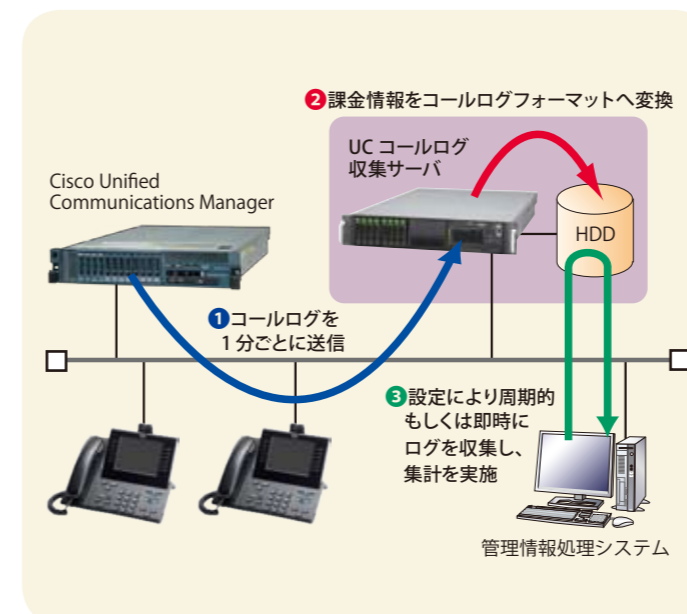 ❷課金情報をコールログフォーマットへ変換
UC コールログ
収集サーバ
Cisco Unified
Communications Manager
HDD
❶コールログを
1分ごとに送信
❸設定により周期的
もしくは即時に
ログを収集し、
集計を実施
管理情報処理システム